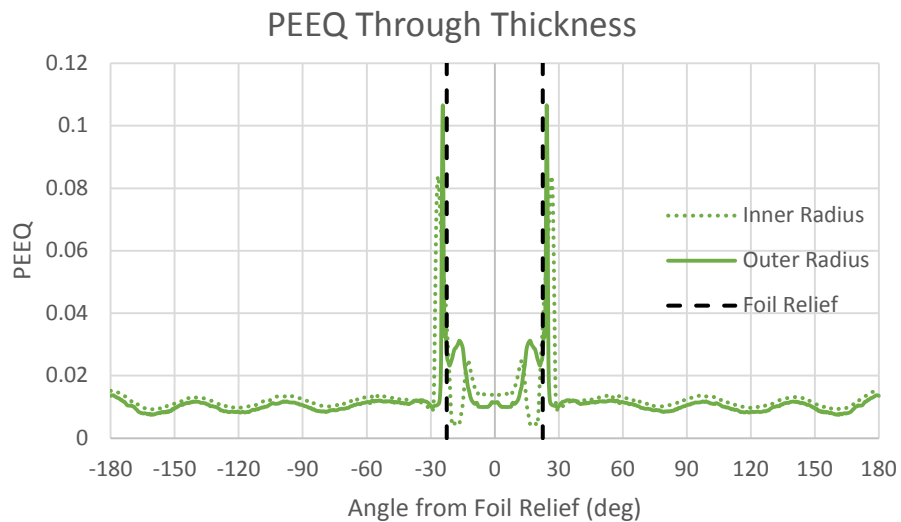 PEEQ Through Thickness
0.12
0.1
0.08
0.06
0.04
0.02
0
PEEQ
Inner Radius
Outer Radius
Foil Relief
-180 -150 -120 -90 -60 -30 0 30 60 90 120 150 180
Angle from Foil Relief (deg)